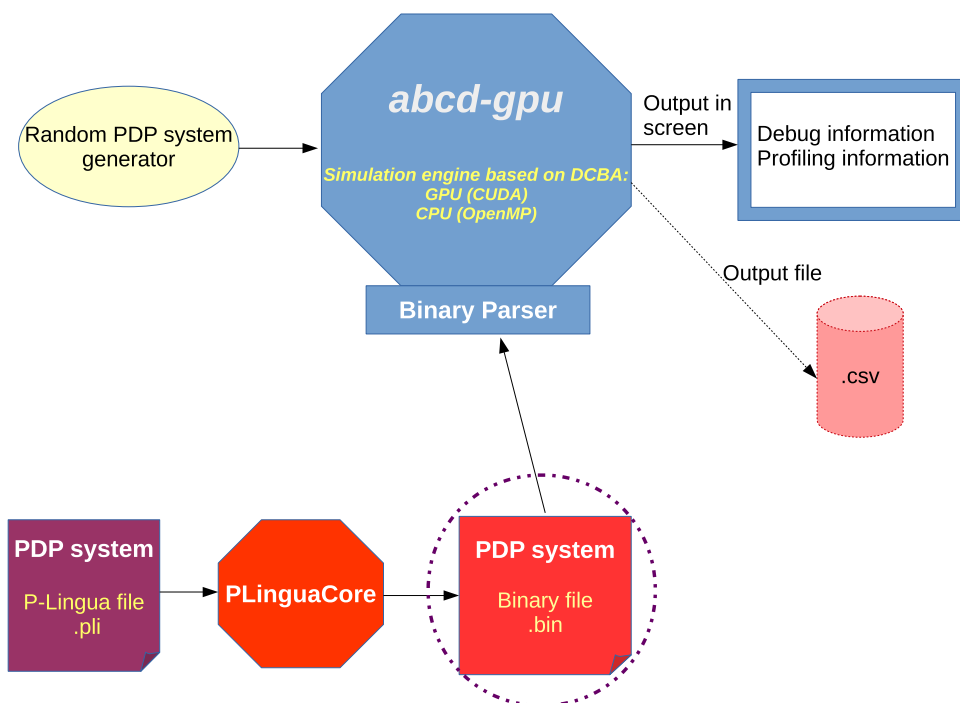 abcd-gpu
Simulation engine based on DCBA:
GPU (CUDA)
CPU (OpenMP)
Binary Parser
Random PDP system
generator
Output in
screen
Debug information
Profiling information
Output file
.csv
PDP system
P-Lingua file
.pli
PLinguaCore
PDP system
Binary file
.bin